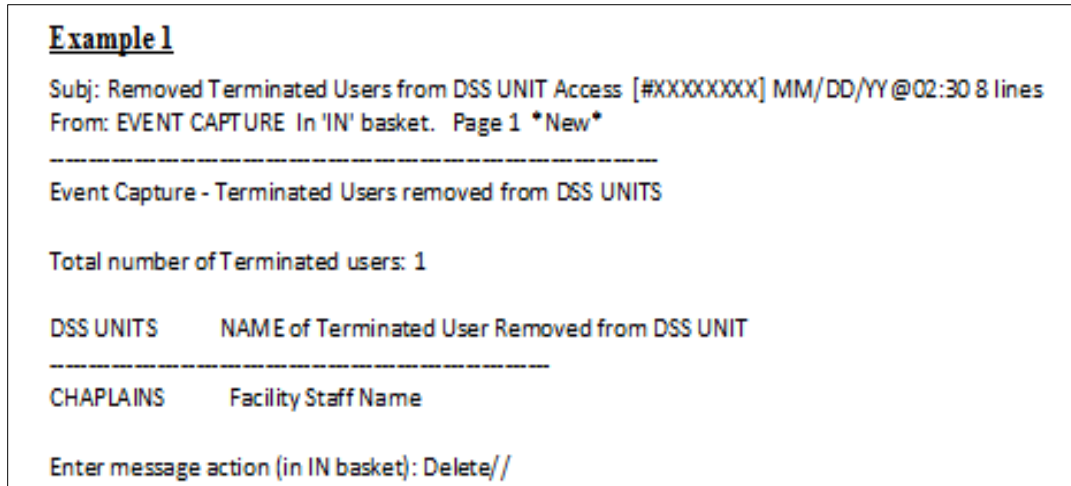 Example 1
Subj: Removed Terminated Users from DSS UNIT Access [#XXXXXXXX] MM/DD/YY@02:30 8 lines
From: EVENT CAPTURE In 'IN' basket. Page 1 *New*
-------------------------------------------------------------------------------
Event Capture - Terminated Users removed from DSS UNITS
Total number of Terminated users: 1
DSS UNITS NAME of Terminated User Removed from DSS UNIT
-----------------------------------------------------------------
CHAPLAINS Facility Staff Name
Enter message action (in IN basket): Delete//